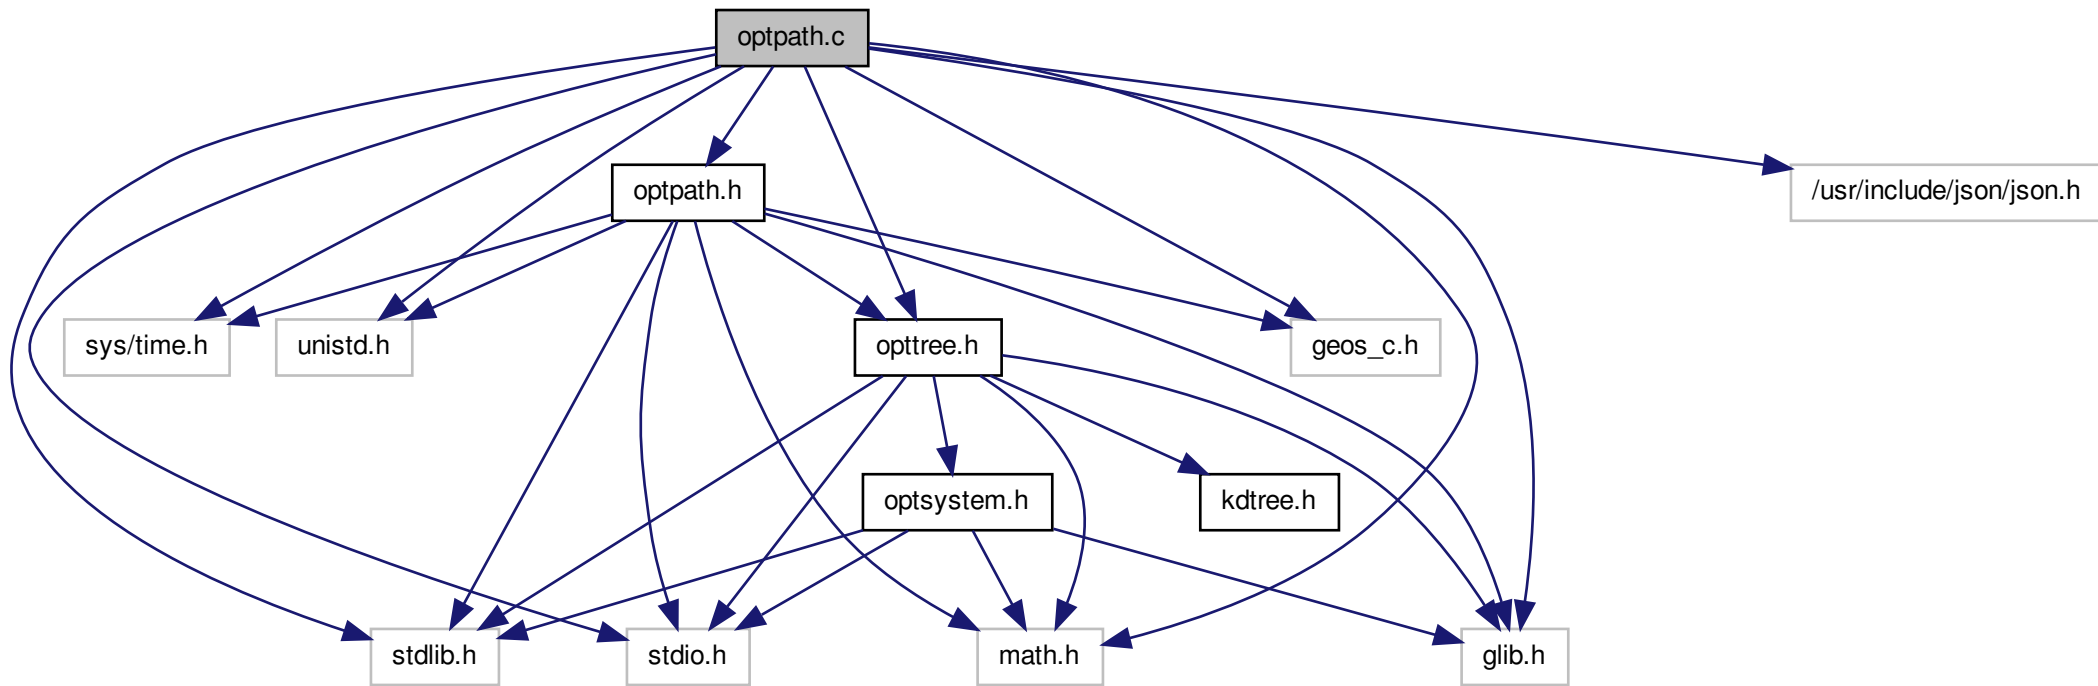 optpath.c
optpath.h
/usr/include/json/json.h
sys/time.h
unistd.h
opttree.h
geos_c.h
optsystem.h
kdtree.h
stdlib.h
stdio.h
math.h
glib.h